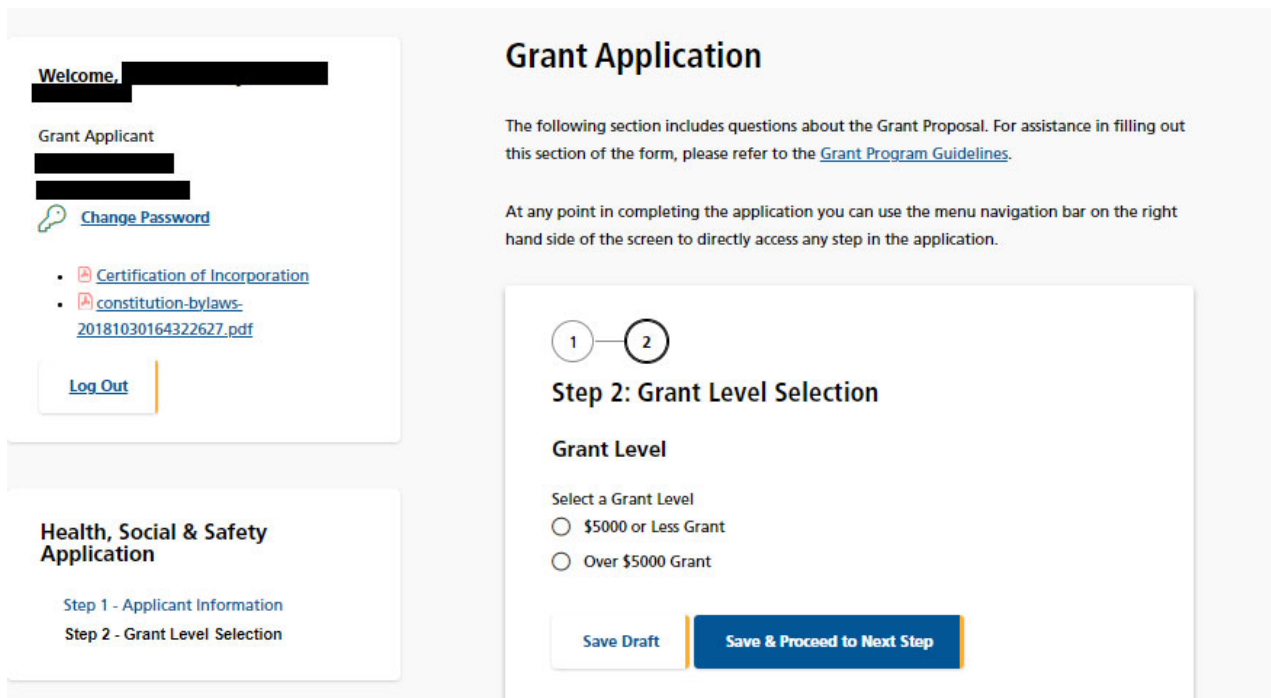 Welcome,
Grant Applicant
Change Password
Certification of Incorporation
constitution-bylaws-
20181030164322627.pdf
Log Out
Health, Social & Safety
Application
Step 1 - Applicant Information
Step 2 - Grant Level Selection
Grant Application
The following section includes questions about the Grant Proposal. For assistance in filling out
this section of the form, please refer to the Grant Program Guidelines.
At any point in completing the application you can use the menu navigation bar on the right
hand side of the screen to directly access any step in the application.
1
2
Step 2: Grant Level Selection
Grant Level
Select a Grant Level
$5000 or Less Grant
Over $5000 Grant
Save Draft
Save & Proceed to Next Step